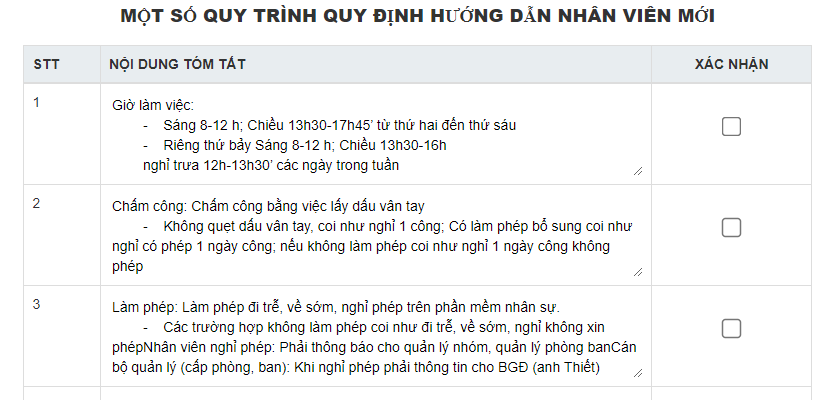 MỘT SỐ QUY TRÌNH QUY ĐỊNH HƯỚNG DẪN NHÂN VIÊN MỚI
STT NỘI DUNG TÓM TẮT XÁC NHẬN
1 Giờ làm việc:
- Sáng 8-12 h; Chiều 13h30-17h45’ từ thứ hai đến thứ sáu
- Riêng thứ bảy Sáng 8-12 h; Chiều 13h30-16h
nghỉ trưa 12h-13h30’ các ngày trong tuần
2 Chấm công: Chấm công bằng việc lấy dấu vân tay
- Không quẹt dấu vân tay, coi như nghỉ 1 công; Có làm phép bổ sung coi như
nghỉ có phép 1 ngày công; nếu không làm phép coi như nghỉ 1 ngày công không
phép
3 Làm phép: Làm phép đi trễ, về sớm, nghỉ phép trên phần mềm nhân sự.
- Các trường hợp không làm phép coi như đi trễ, về sớm, nghỉ không xin
phépNhân viên nghỉ phép: Phải thông báo cho quản lý nhóm, quản lý phòng banCán
bộ quản lý (cấp phòng, ban): Khi nghỉ phép phải thông tin cho BGĐ (anh Thiết)